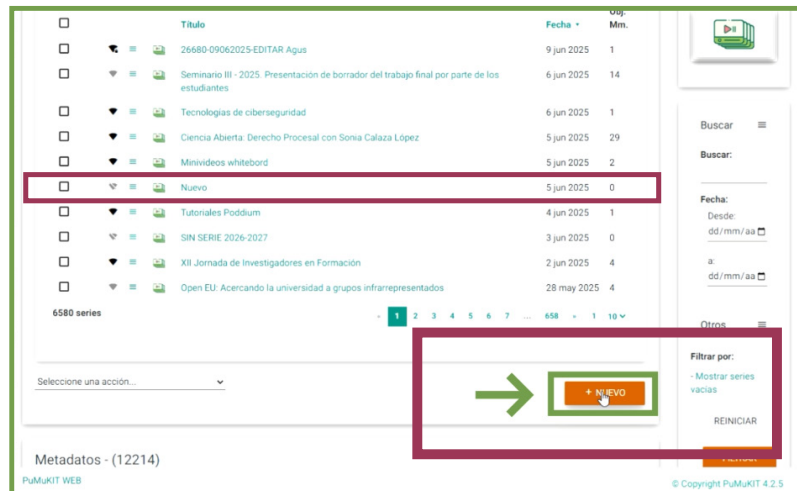 Obj.
Título Fecha Mm.
26680-09062025-EDITAR Agus 9 jun 2025 1
Seminario III - 2025. Presentación de borrador del trabajo final por parte de los 6 jun 2025 14
estudiantes
Tecnologías de ciberseguridad 6 jun 2025 1
Ciencia Abierta: Derecho Procesal con Sonia Calaza López 5 jun 2025 29
Minivideos whitebord 5 jun 2025 2
Nuevo 5 jun 2025 0
Tutoriales Poddium 4 jun 2025 1
SIN SERIE 2026-2027 3 jun 2025 0
XII Jornada de Investigadores en Formación 2 jun 2025 4
Open EU: Acercando la universidad a grupos infrarrepresentados 28 may 2025 4
6580 series « 1 2 3 4 5 6 7 ... 658 » 1 10
Seleccione una acción...
+ NUEVO
Metadatos - (12214)
PuMuKIT WEB
Buscar
Buscar:
Fecha:
Desde:
dd/mm/aa
a:
dd/mm/aa
Otros
Filtrar por:
- Mostrar series
vacías
REINICIAR
© Copyright PuMuKIT 4.2.5